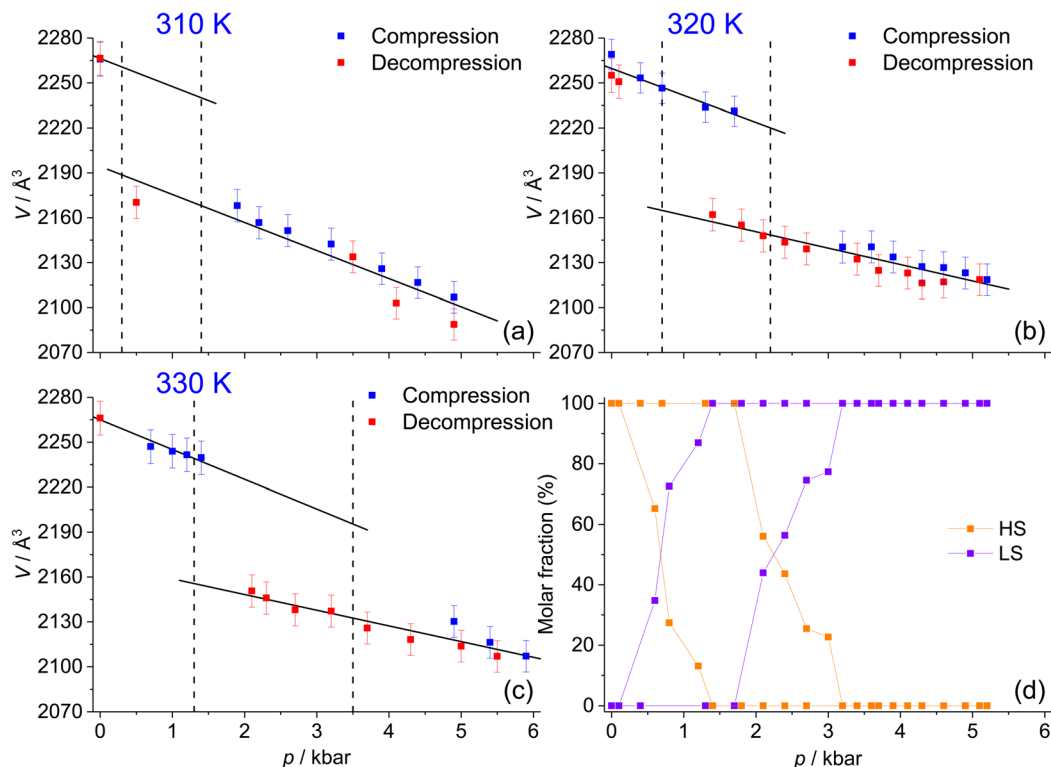 310 K
Compression
Decompression
2280
2250
2220
2190
2160
2130
2100
2070
V / Å³
(a)
320 K
Compression
Decompression
2280
2250
2220
2190
2160
2130
2100
2070
V / Å³
(b)
330 K
Compression
Decompression
2280
2250
2220
2190
2160
2130
2100
2070
V / Å³
(c)
0 1 2 3 4 5 6
p / kbar
100
80
60
40
20
0
Molar fraction (%)
HS
LS
(d)
0 1 2 3 4 5 6
p / kbar